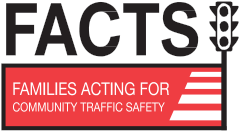 FACTS
FAMILIES ACTING FOR
COMMUNITY TRAFFIC SAFETY